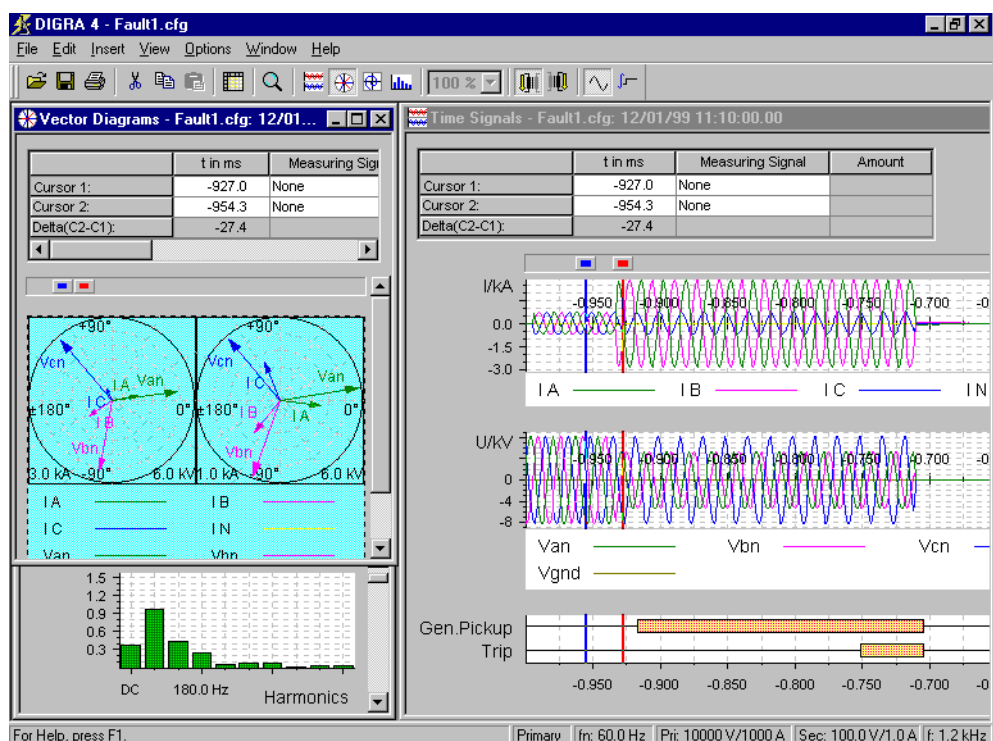 DIGRA 4 - Fault1.cfg
File Edit Insert View Options Window Help
100 %
Vector Diagrams - Fault1.cfg: 12/01...
t in ms Measuring Sig
Cursor 1: -927.0 None
Cursor 2: -954.3 None
Delta(C2-C1): -27.4
+90° +90°
Vcn Vcn
I A Van I C Van
I C
±180° 0° ±180° I B I A 0°
I B
Vbn Vbn
3.0 kA -90° 6.0 kV 1.0 kA -90° 6.0 kV
I A I B
I C I N
Van Vbn
1.5
1.2
0.9
0.6
0.3
DC 180.0 Hz Harmonics
Time Signals - Fault1.cfg: 12/01/99 11:10:00.00
t in ms Measuring Signal Amount
Cursor 1: -927.0 None
Cursor 2: -954.3 None
Delta(C2-C1): -27.4
I/kA
-0.950 -0.900 -0.850 -0.800 -0.750 -0.700 -0
0.0
-1.5
-3.0
I A I B I C I N
U/kV
-0.950 -0.900 -0.850 -0.800 -0.750 -0.700 -0
0
-4
-8
Van Vbn Vcn
Vgnd
Gen.Pickup
Trip
-0.950 -0.900 -0.850 -0.800 -0.750 -0.700 -0
For Help, press F1. Primary fn: 60.0 Hz Pri: 10000 V/1000 A Sec: 100.0 V/1.0 A f: 1.2 kHz